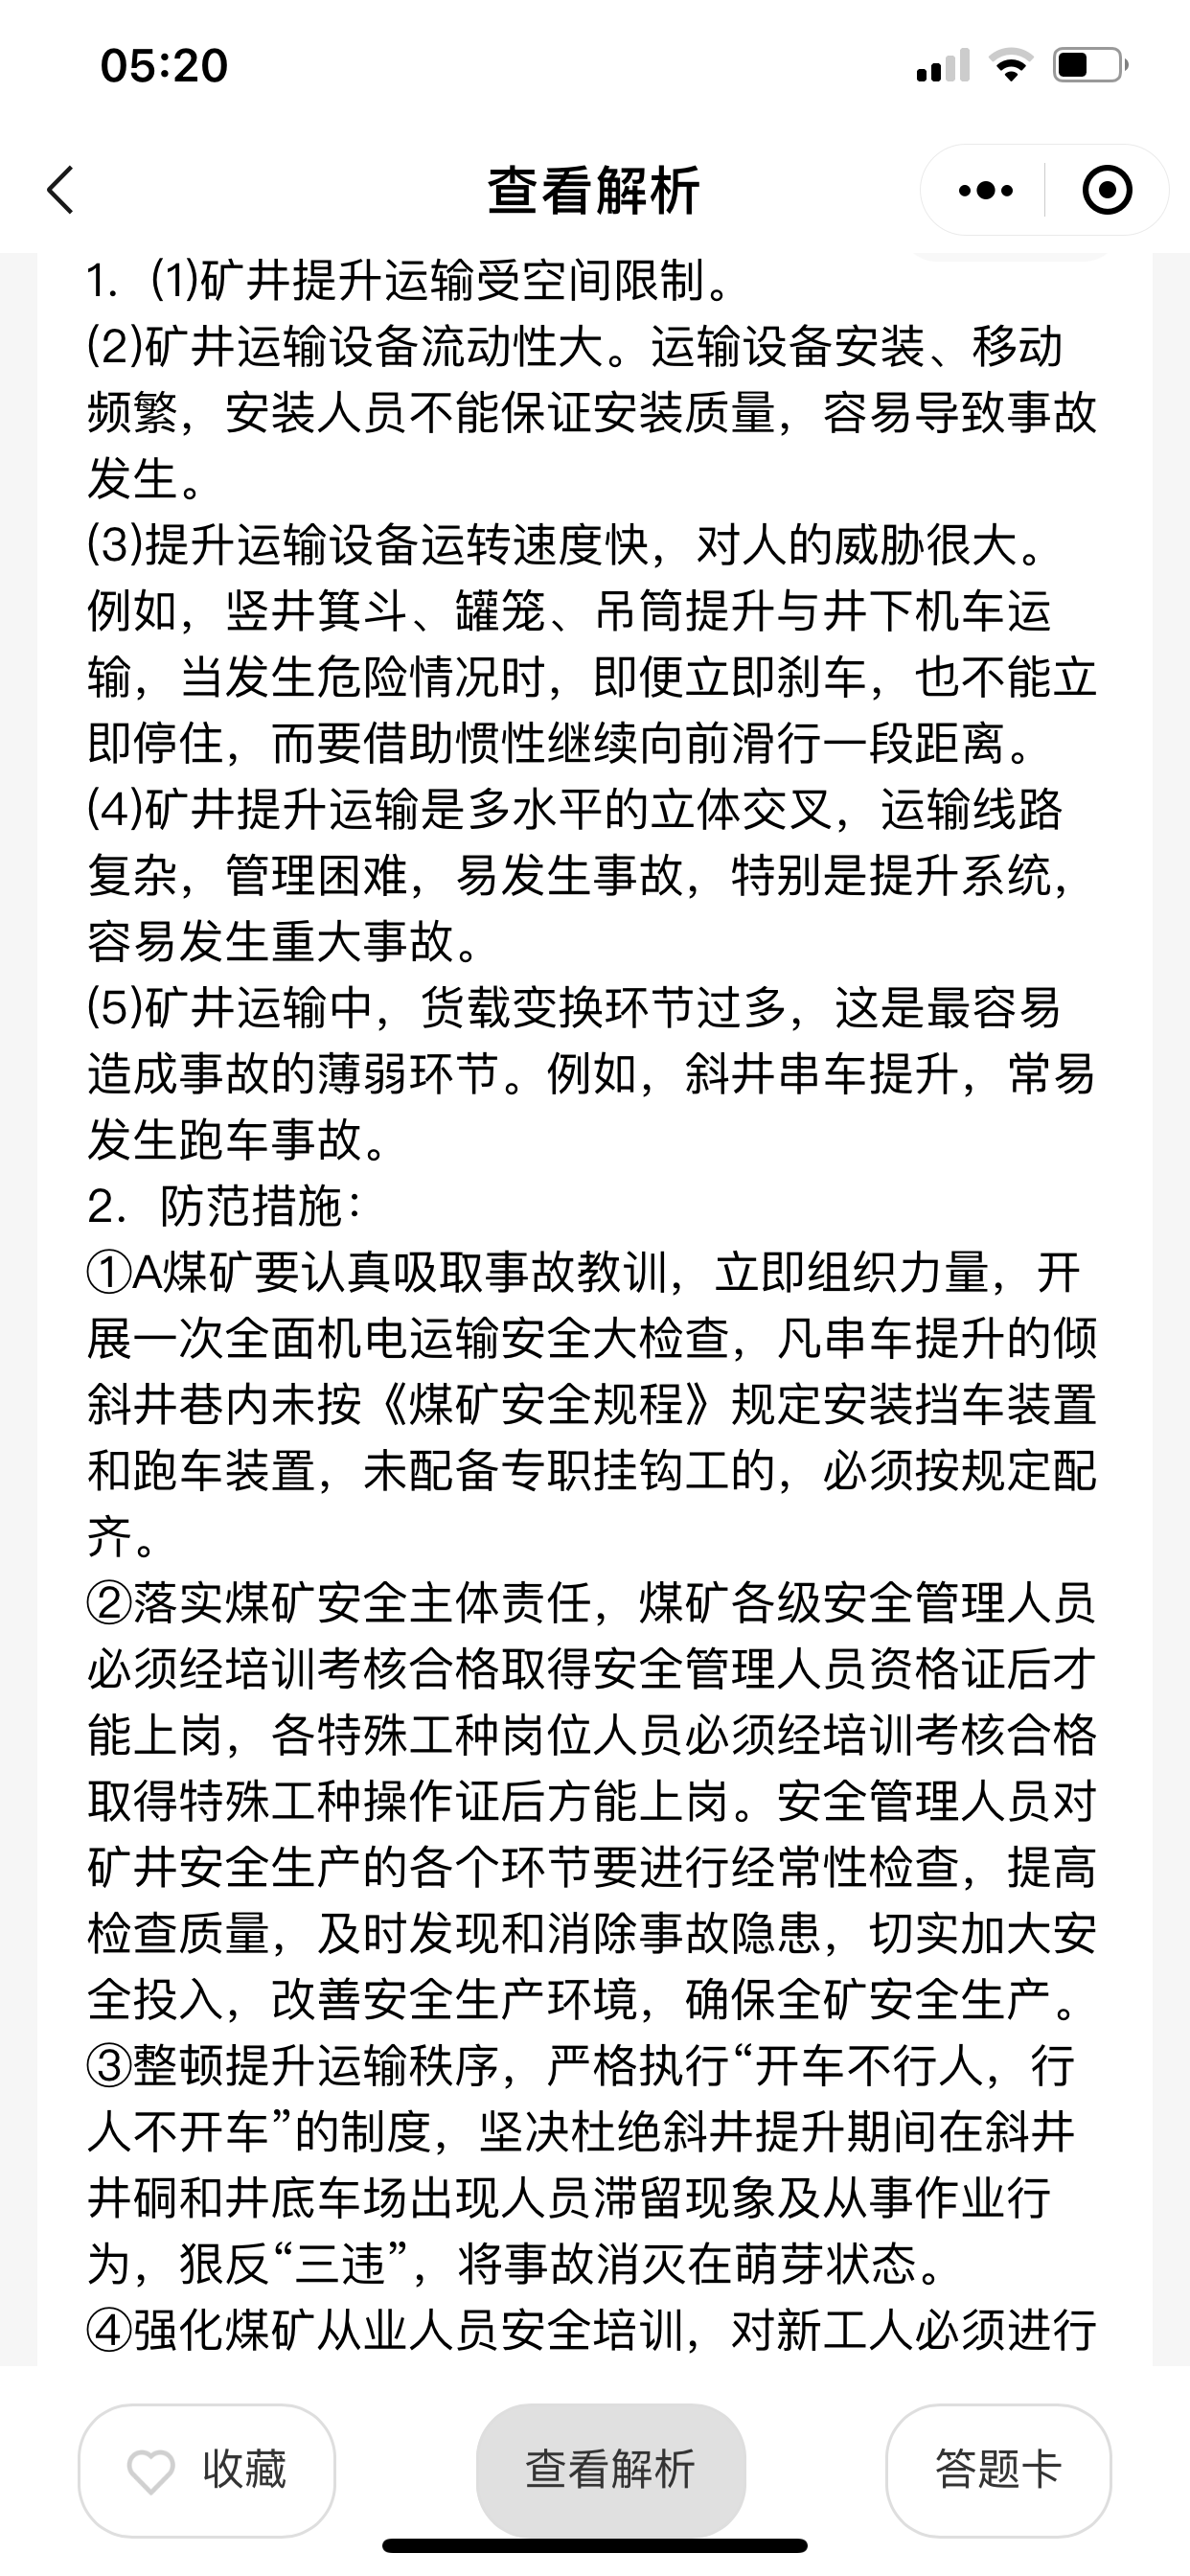 05:20
查看解析
1. (1)矿井提升运输受空间限制。
(2)矿井运输设备流动性大。运输设备安装、移动
频繁，安装人员不能保证安装质量，容易导致事故
发生。
(3)提升运输设备运转速度快，对人的威胁很大。
例如，竖井箕斗、罐笼、吊筒提升与井下机车运
输，当发生危险情况时，即便立即刹车，也不能立
即停住，而要借助惯性继续向前滑行一段距离。
(4)矿井提升运输是多水平的立体交叉，运输线路
复杂，管理困难，易发生事故，特别是提升系统，
容易发生重大事故。
(5)矿井运输中，货载变换环节过多，这是最容易
造成事故的薄弱环节。例如，斜井串车提升，常易
发生跑车事故。
2. 防范措施：
①A煤矿要认真吸取事故教训，立即组织力量，开
展一次全面机电运输安全大检查，凡串车提升的倾
斜井巷内未按《煤矿安全规程》规定安装挡车装置
和跑车装置，未配备专职挂钩工的，必须按规定配
齐。
②落实煤矿安全主体责任，煤矿各级安全管理人员
必须经培训考核合格取得安全管理人员资格证后才
能上岗，各特殊工种岗位人员必须经培训考核合格
取得特殊工种操作证后方能上岗。安全管理人员对
矿井安全生产的各个环节要进行经常性检查，提高
检查质量，及时发现和消除事故隐患，切实加大安
全投入，改善安全生产环境，确保全矿安全生产。
③整顿提升运输秩序，严格执行“开车不行人，行
人不开车”的制度，坚决杜绝斜井提升期间在斜井
井硐和井底车场出现人员滞留现象及从事作业行
为，狠反“三违”，将事故消灭在萌芽状态。
④强化煤矿从业人员安全培训，对新工人必须进行
收藏
查看解析
答题卡